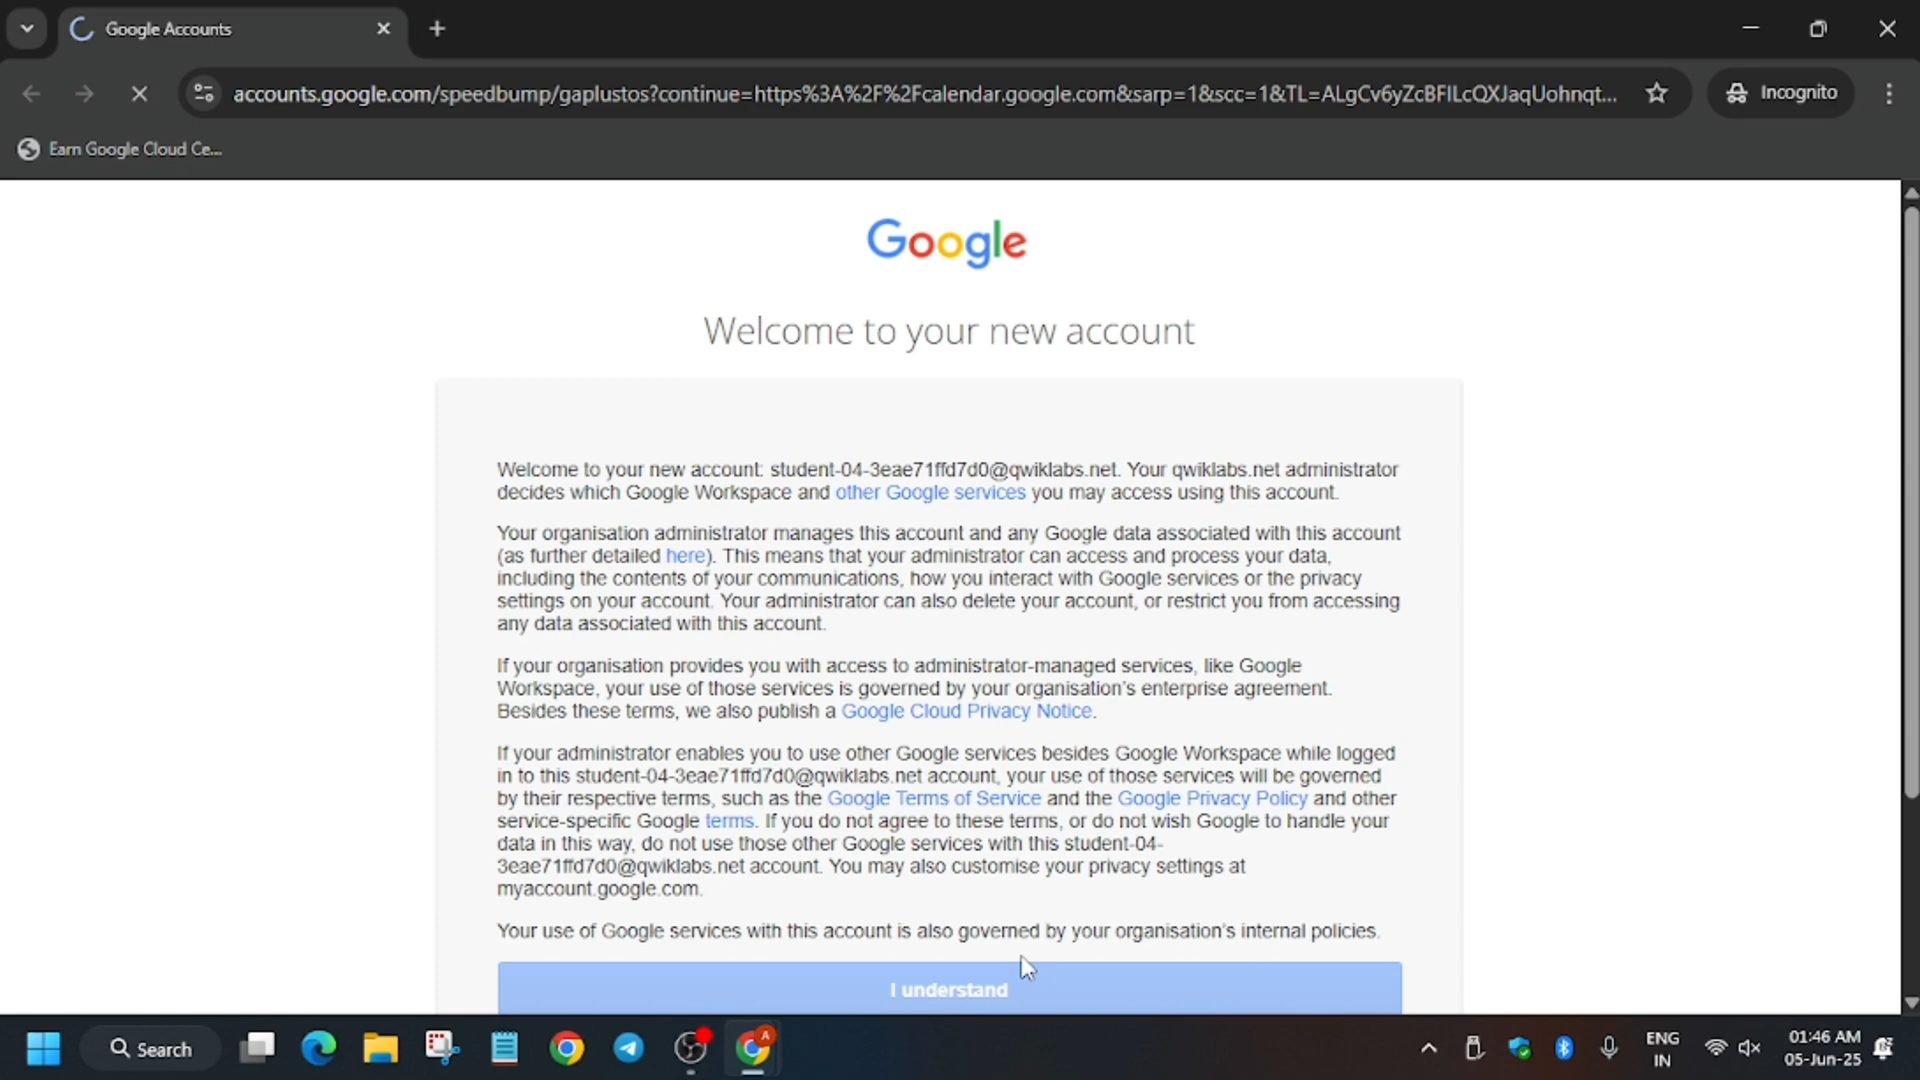 Google Accounts
accounts.google.com/speedbump/gaplustos?continue=https%3A%2F%2Fcalendar.google.com&sarp=1&scc=1&TL=ALgCv6yZcBFILcQXJaqUohnqt...
Incognito
Earn Google Cloud Ce...
Google
Welcome to your new account
Welcome to your new account: student-04-3eae71ffd7d0@qwiklabs.net. Your qwiklabs.net administrator
decides which Google Workspace and other Google services you may access using this account.
Your organisation administrator manages this account and any Google data associated with this account
(as further detailed here). This means that your administrator can access and process your data,
including the contents of your communications, how you interact with Google services or the privacy
settings on your account. Your administrator can also delete your account, or restrict you from accessing
any data associated with this account.
If your organisation provides you with access to administrator-managed services, like Google
Workspace, your use of those services is governed by your organisation's enterprise agreement.
Besides these terms, we also publish a Google Cloud Privacy Notice.
If your administrator enables you to use other Google services besides Google Workspace while logged
in to this student-04-3eae71ffd7d0@qwiklabs.net account, your use of those services will be governed
by their respective terms, such as the Google Terms of Service and the Google Privacy Policy and other
service-specific Google terms. If you do not agree to these terms, or do not wish Google to handle your
data in this way, do not use those other Google services with this student-04-
3eae71ffd7d0@qwiklabs.net account. You may also customise your privacy settings at
myaccount.google.com.
Your use of Google services with this account is also governed by your organisation's internal policies.
I understand
Search
A
ENG
IN
01:46 AM
05-Jun-25